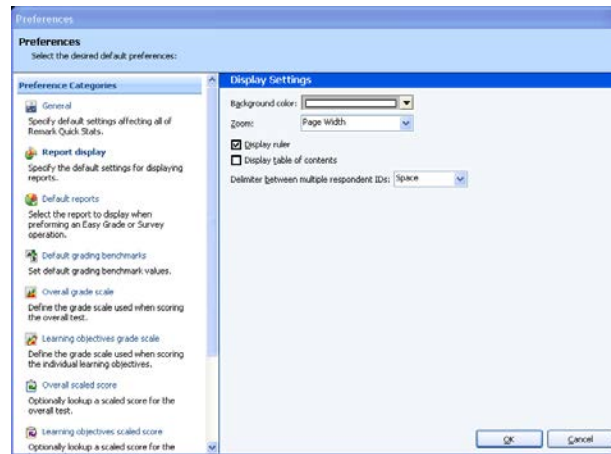 Preferences
Preferences
Select the desired default preferences:
Preference Categories
General
Specify default settings affecting all of
Remark Quick Stats.
Report display
Specify the default settings for displaying
reports.
Default reports
Select the report to display when
preforming an Easy Grade or Survey
operation.
Default grading benchmarks
Set default grading benchmark values.
Overall grade scale
Define the grade scale used when scoring
the overall test.
Learning objectives grade scale
Define the grade scale used when scoring
the individual learning objectives.
Overall scaled score
Optionally lookup a scaled score for the
overall test.
Learning objectives scaled score
Optionally lookup a scaled score for the
Display Settings
Background color:
Zoom: Page Width
Display ruler
Display table of contents
Delimiter between multiple respondent IDs: Space
OK Cancel